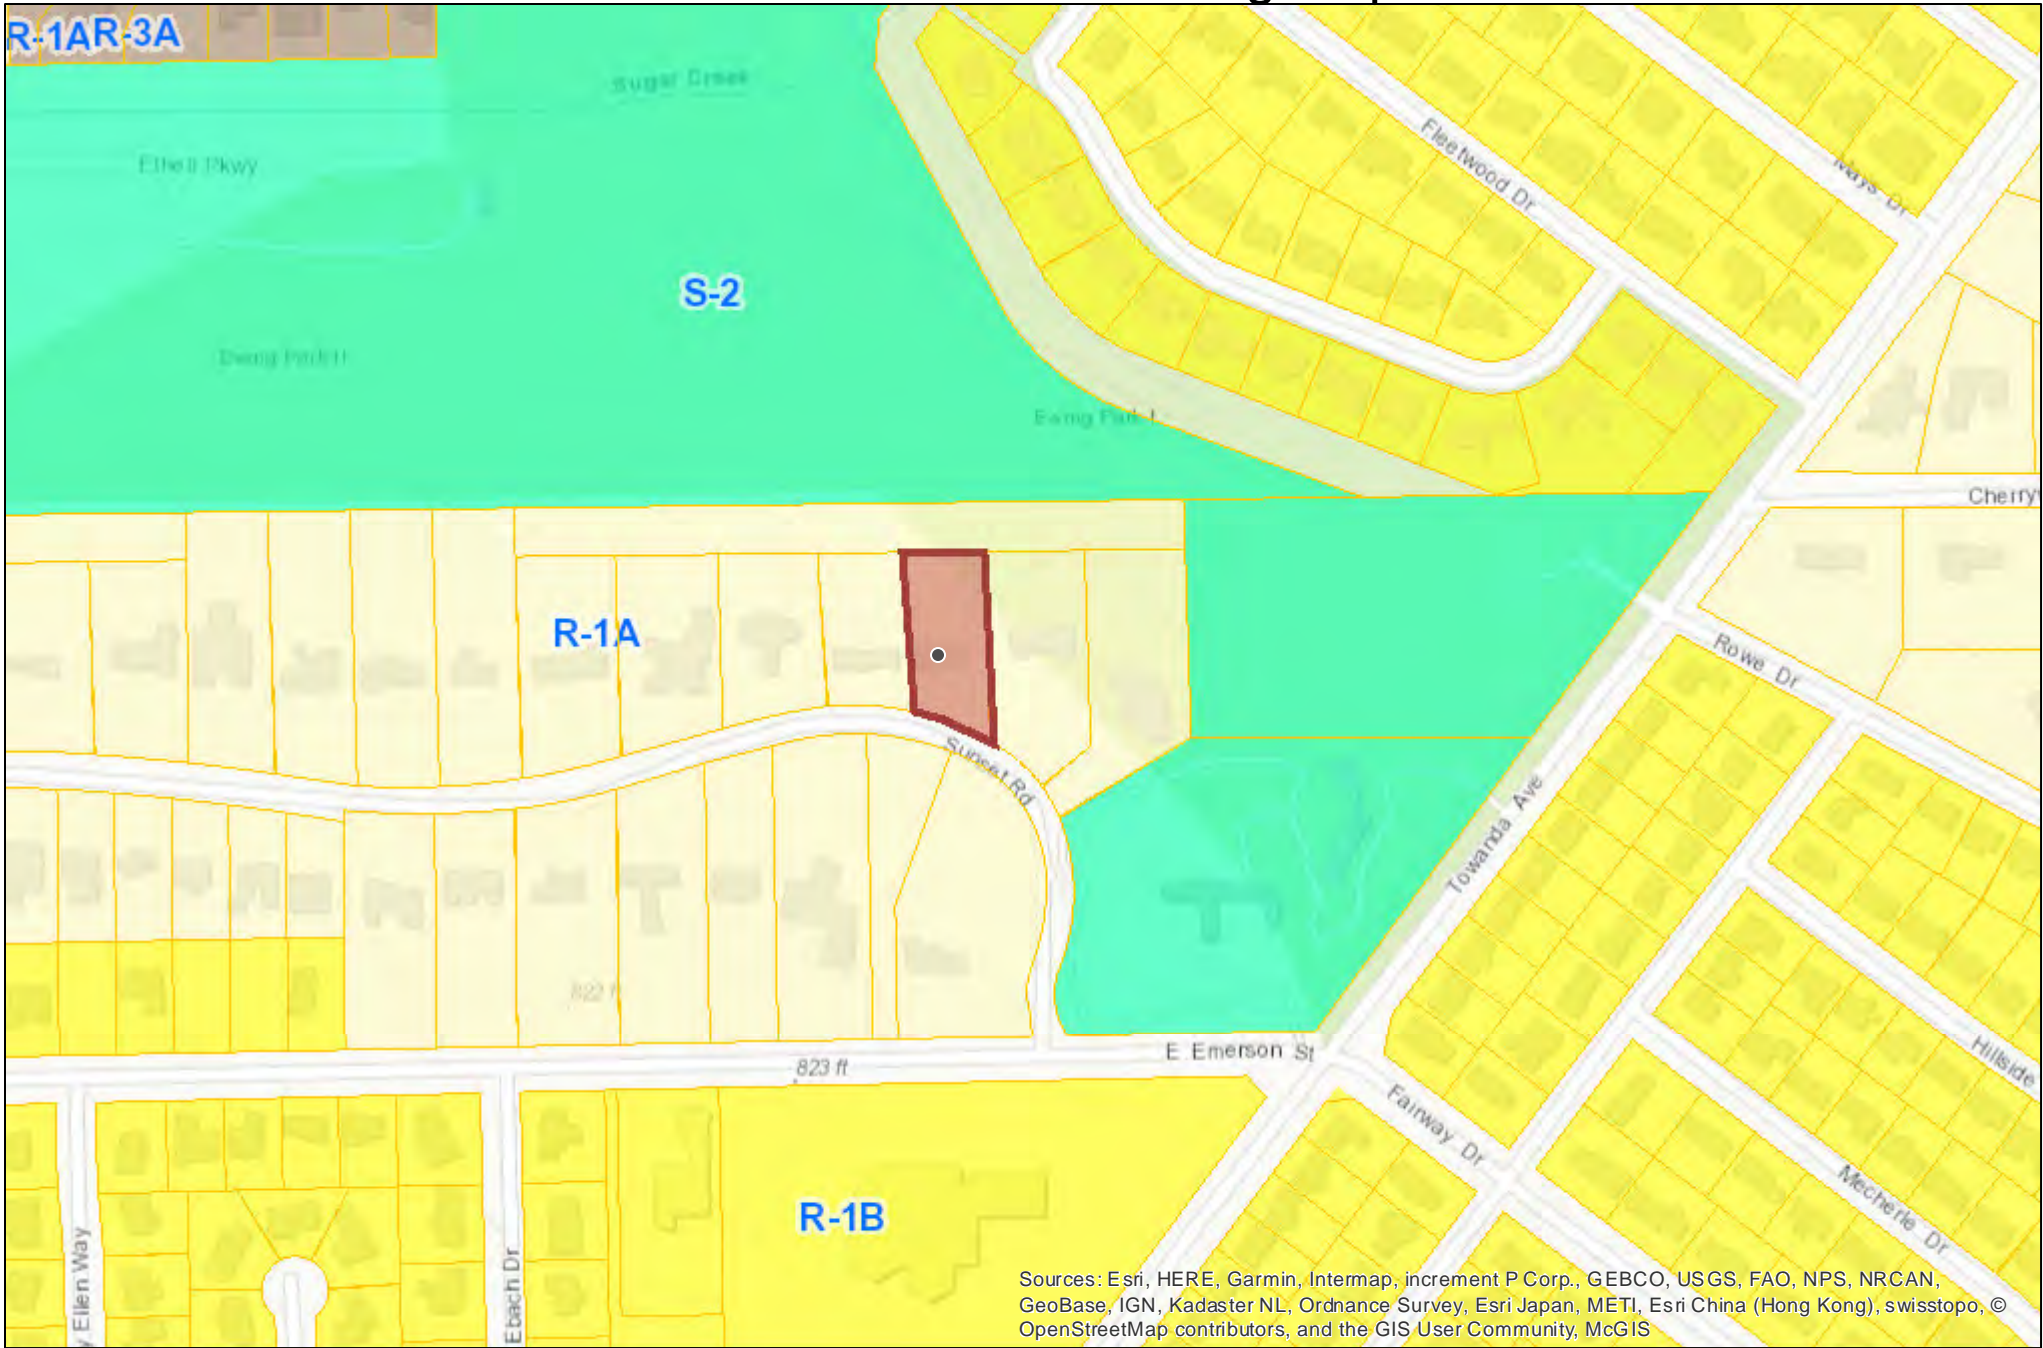 R-1A R-3A
Sugar Creek
Ethell Pkwy
Fleetwood Dr
Mays Dr
S-2
Ewing Park II
Ewing Park I
Cherry
R-1A
Rowe Dr
Sunset Rd
Towanda Ave
822 ft
E Emerson St
823 ft
Hillside
Fairway Dr
Mecherle Dr
R-1B
y Ellen Way
Ebach Dr
Sources: Esri, HERE, Garmin, Intermap, increment P Corp., GEBCO, USGS, FAO, NPS, NRCAN,
GeoBase, IGN, Kadaster NL, Ordnance Survey, Esri Japan, METI, Esri China (Hong Kong), swisstopo, ©
OpenStreetMap contributors, and the GIS User Community, McGIS